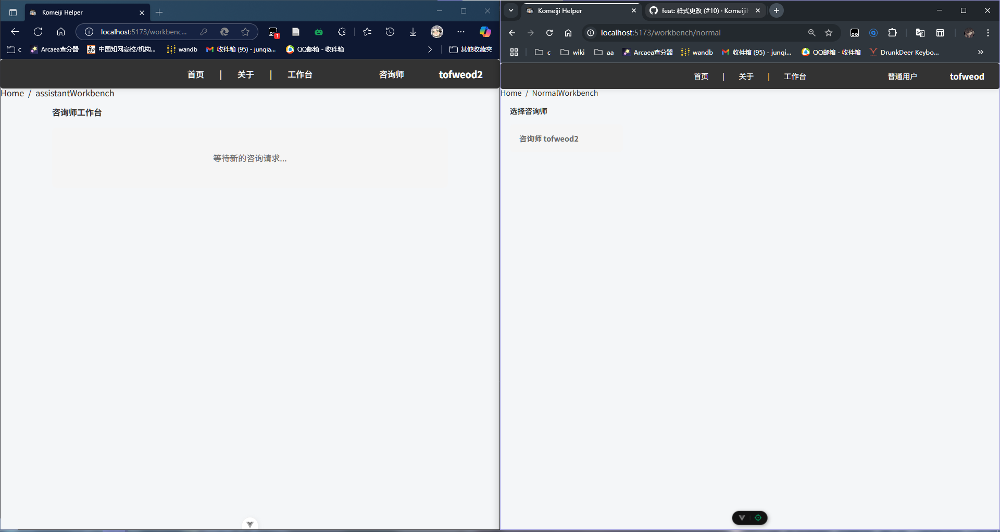 Komeiji Helper
localhost:5173/workbenc...
1
c
Arcaea查分器
中国知网高校/机构...
wandb
收件箱 (95) - junqia...
QQ邮箱 - 收件箱
其他收藏夹
首页 | 关于 | 工作台
咨询师
tofweod2
Home / assistantWorkbench
咨询师工作台
等待新的咨询请求...
Komeiji Helper
feat: 样式更改 (#10) · Komeiji
localhost:5173/workbench/normal
c
wiki
aa
Arcaea查分器
wandb
收件箱 (95) - junqi...
QQ邮箱 - 收件箱
DrunkDeer Keybo...
首页 | 关于 | 工作台
普通用户
tofweod
Home / NormalWorkbench
选择咨询师
咨询师 tofweod2